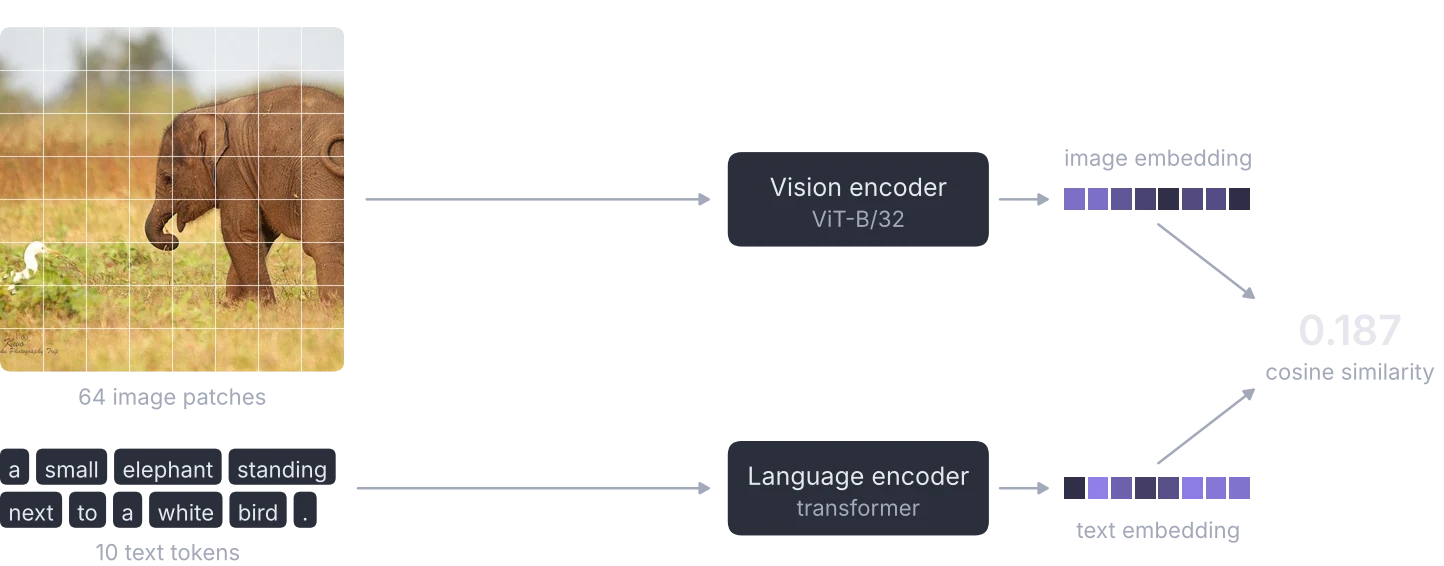 64 image patches
a small elephant standing
next to a white bird .
10 text tokens
Vision encoder
ViT-B/32
Language encoder
transformer
image embedding
text embedding
0.187
cosine similarity